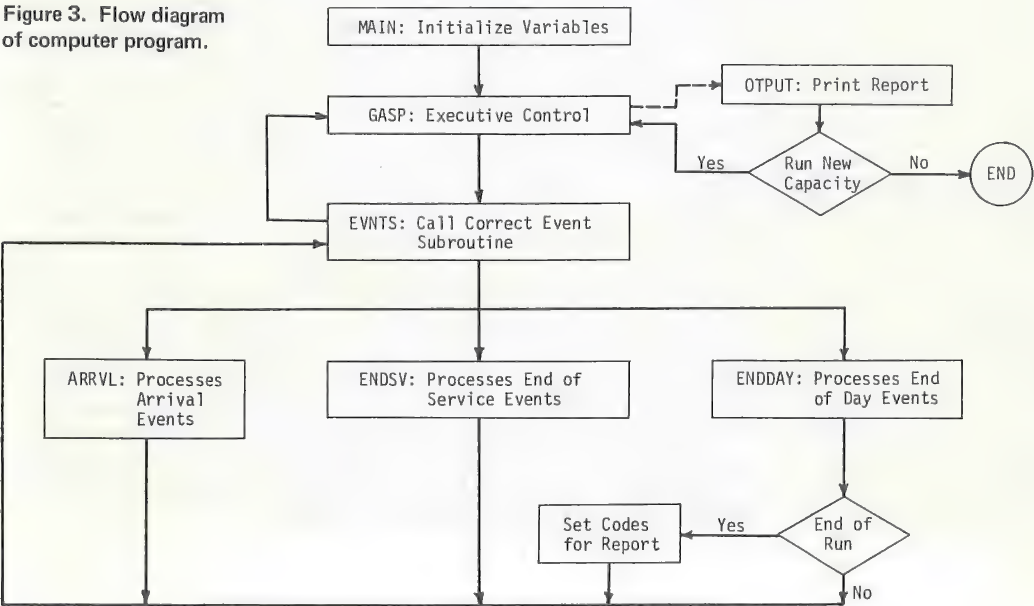 Figure 3. Flow diagram
of computer program.
MAIN: Initialize Variables
GASP: Executive Control
OTPUT: Print Report
Yes
Run New
Capacity
No
END
EVNTS: Call Correct Event
Subroutine
ARRVL: Processes
Arrival
Events
ENDSV: Processes End of
Service Events
ENDDAY: Processes End
of Day Events
Set Codes
for Report
Yes
End of
Run
No